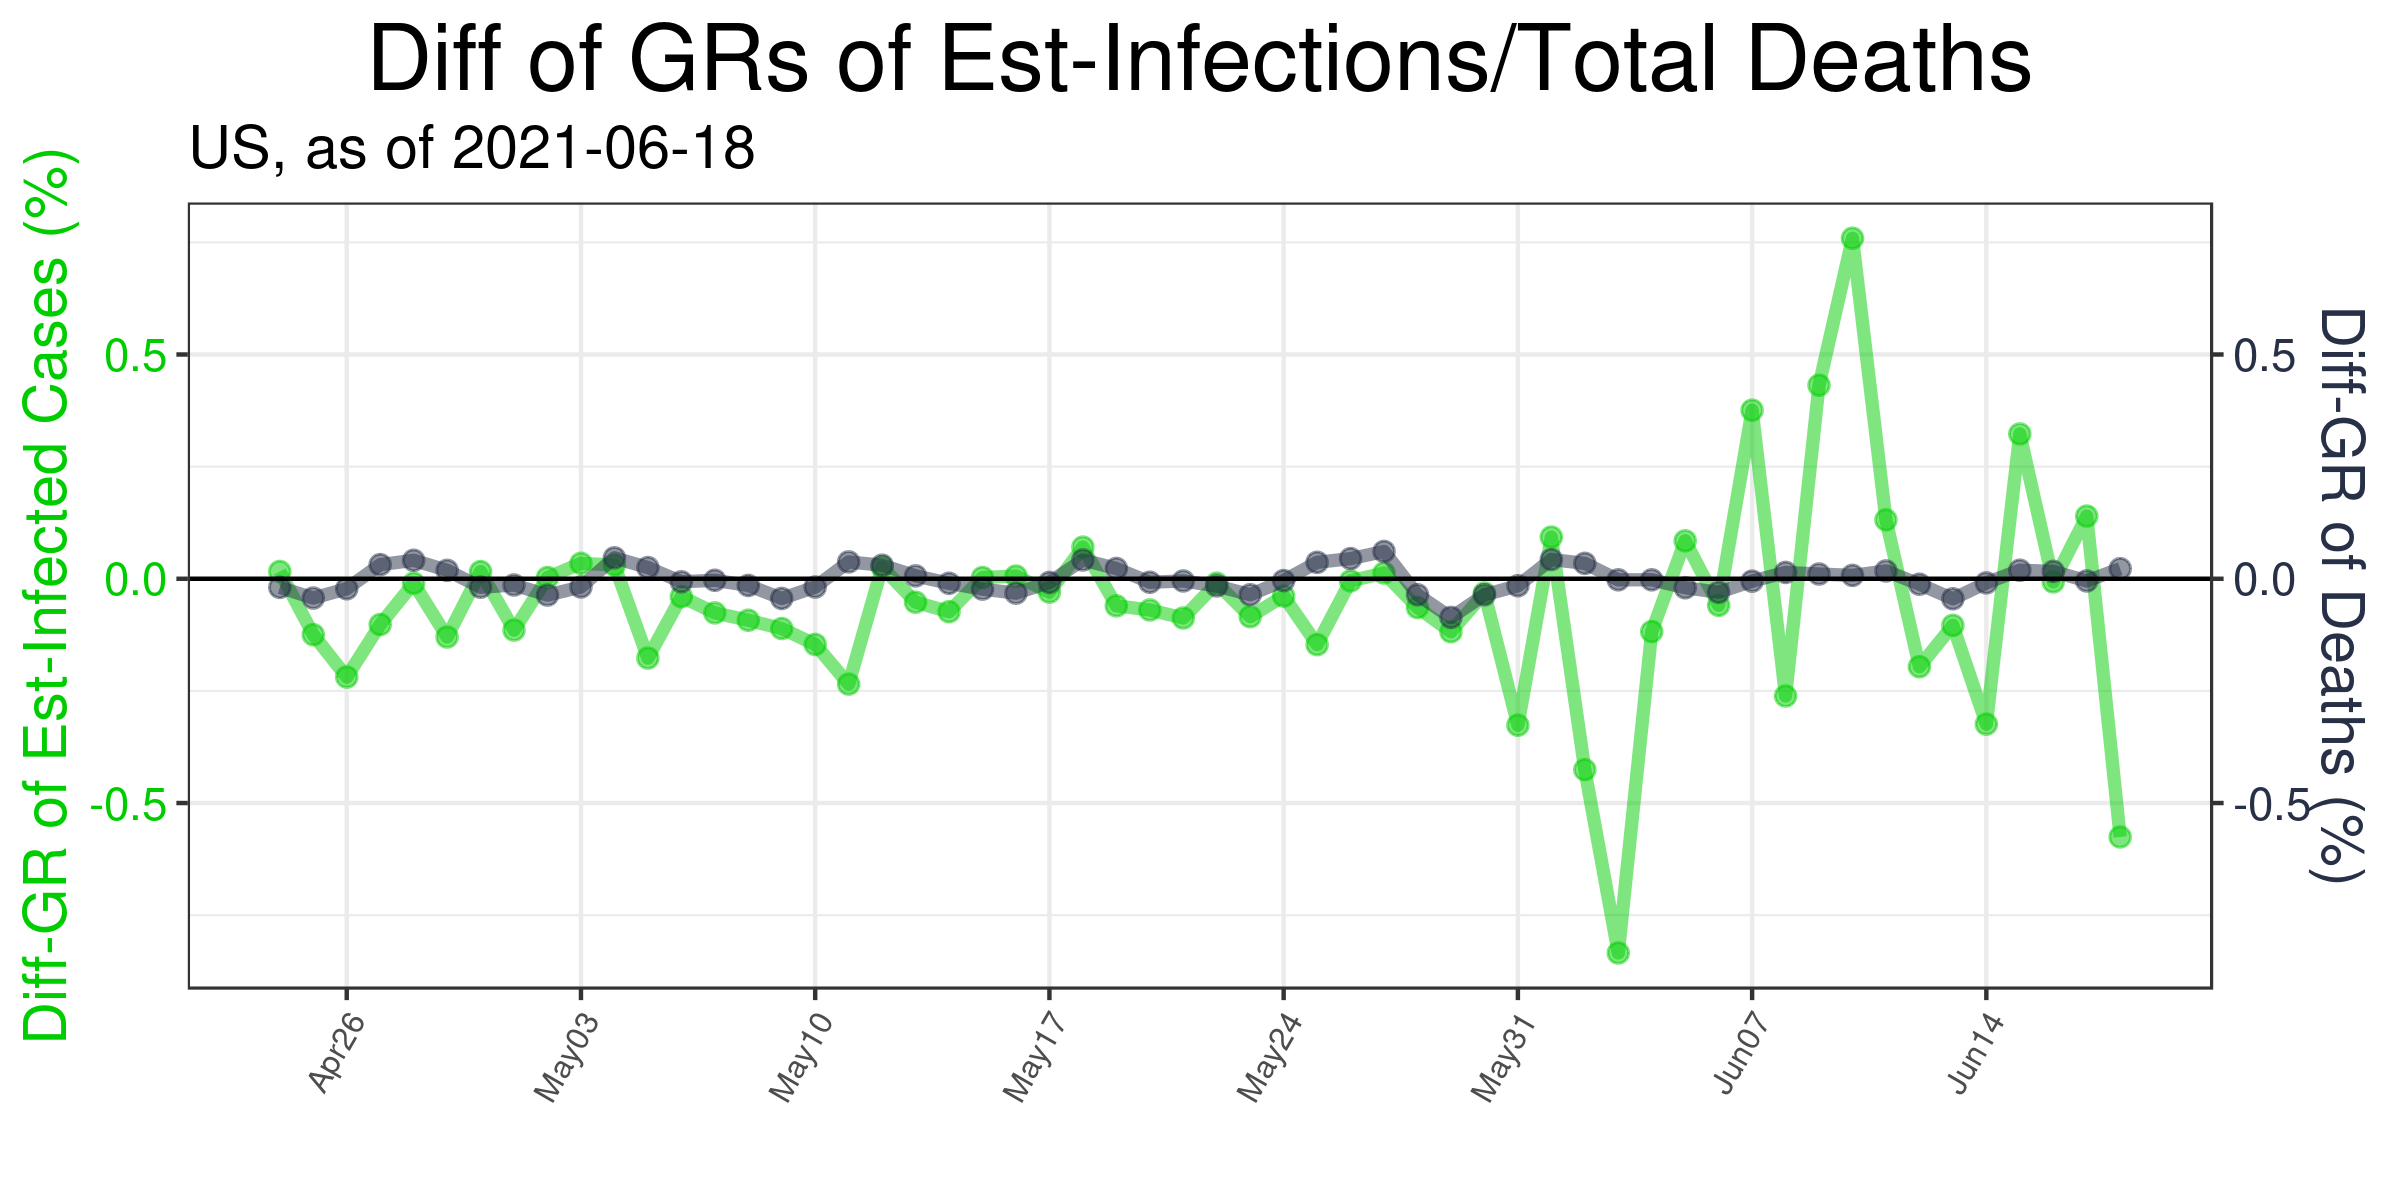 Diff of GRs of Est-Infections/Total Deaths
US, as of 2021-06-18
Diff-GR of Est-Infected Cases (%)
0.5
0.0
-0.5
0.5
0.0
-0.5
Diff-GR of Deaths (%)
Apr26
May03
May10
May17
May24
May31
Jun07
Jun14